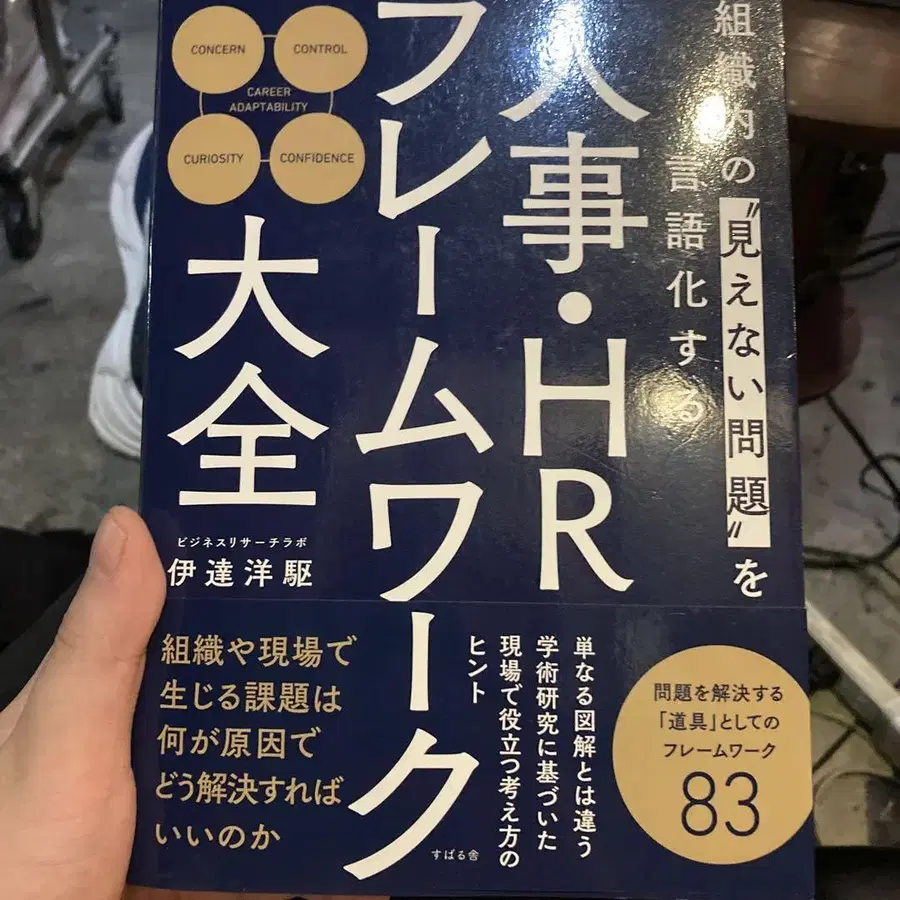 組織内の〝見えない問題〟を
言語化する
人事・HR
フレームワーク
大全
CONCERN
CONTROL
CAREER
ADAPTABILITY
CURIOSITY
CONFIDENCE
ビジネスリサーチラボ
伊達洋駆
単なる図解とは違う
学術研究に基づいた
現場で役立つ考え方の
ヒント
組織や現場で
生じる課題は
何が原因で
どう解決すれば
いいのか
問題を解決する
「道具」としての
フレームワーク
83
すばる舎